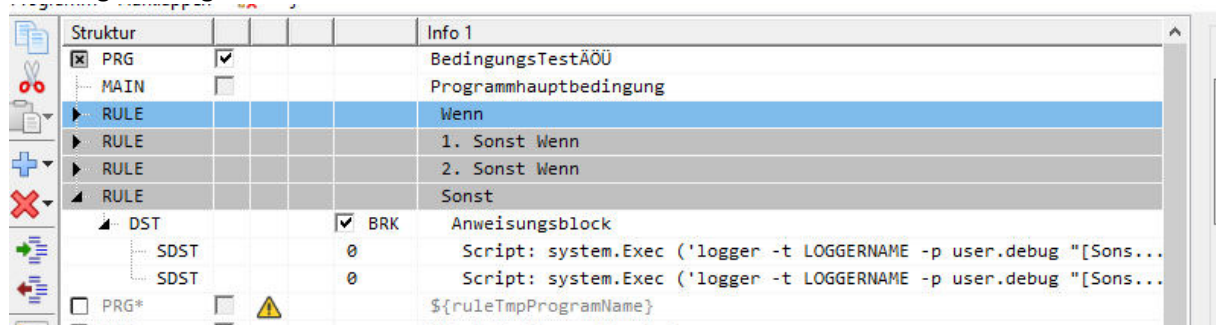 Struktur Info 1
PRG BedingungsTestÄÖÜ
MAIN Programmhauptbedingung
RULE Wenn
RULE 1. Sonst Wenn
RULE 2. Sonst Wenn
RULE Sonst
DST BRK Anweisungsblock
SDST 0 Script: system.Exec ('logger -t LOGGERNAME -p user.debug "[Sons...
SDST 0 Script: system.Exec ('logger -t LOGGERNAME -p user.debug "[Sons...
PRG* ${ruleTmpProgramName}